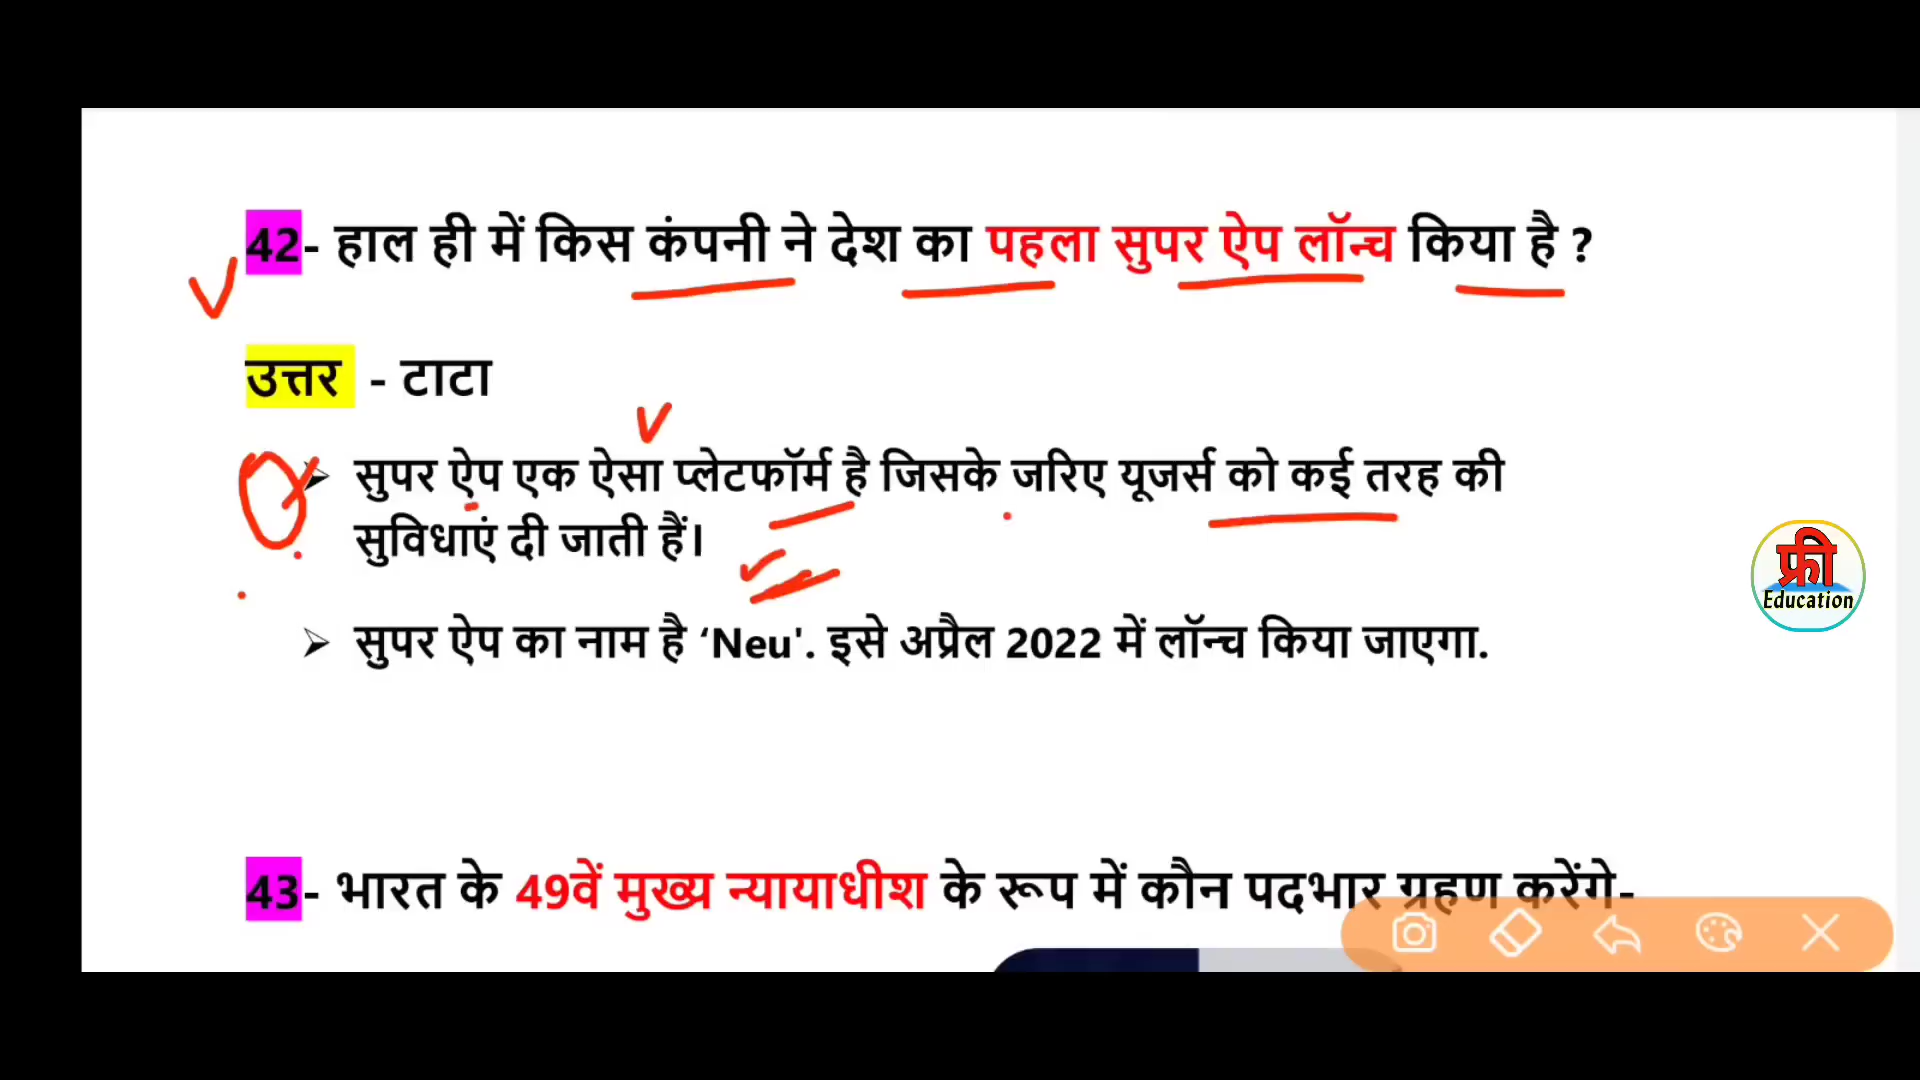 42- हाल ही में किस कंपनी ने देश का पहला सुपर ऐप लॉन्च किया है ?
उत्तर - टाटा
सुपर ऐप एक ऐसा प्लेटफॉर्म है जिसके जरिए यूजर्स को कई तरह की
सुविधाएं दी जाती हैं।
फ्री
Education
सुपर ऐप का नाम है ‘Neu'. इसे अप्रैल 2022 में लॉन्च किया जाएगा.
43- भारत के 49वें मुख्य न्यायाधीश के रूप में कौन पदभार ग्रहण करेंगे-